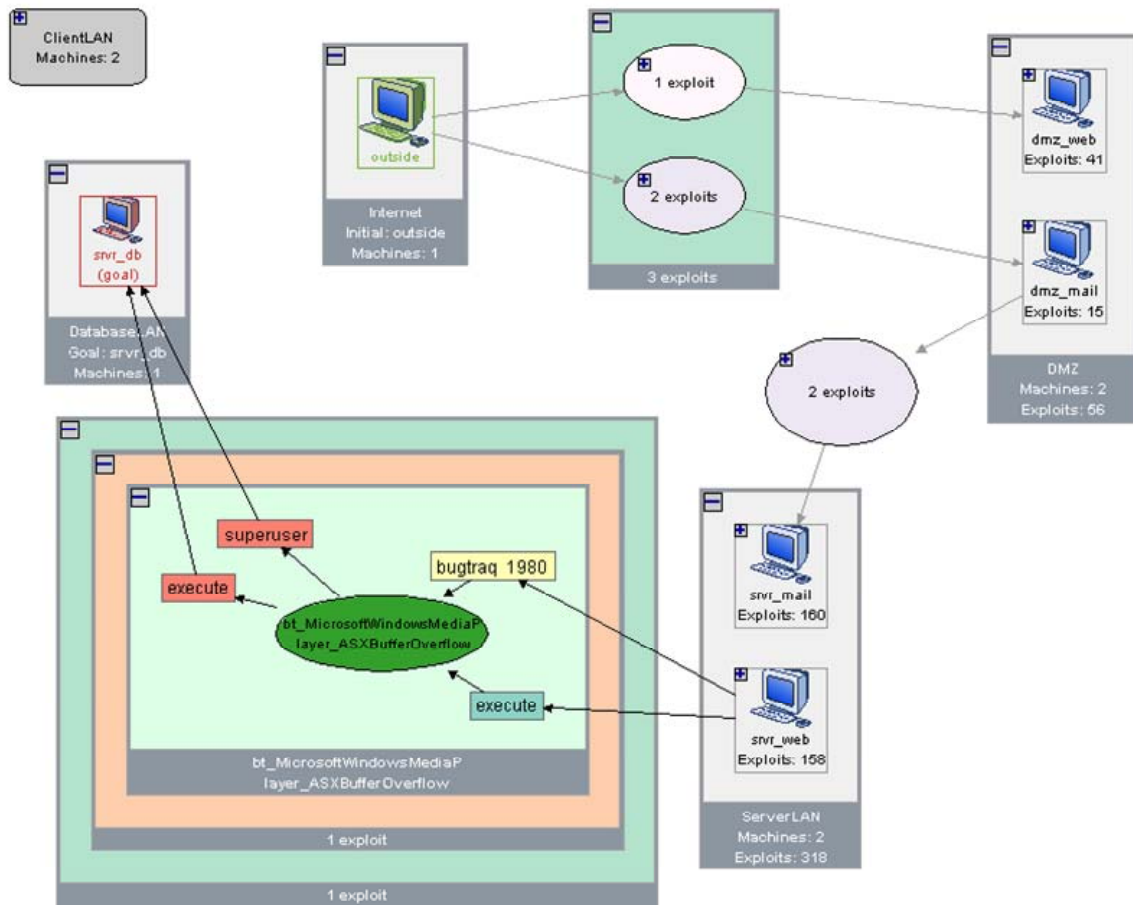 ClientLAN
Machines: 2
outside
Internet
Initial: outside
Machines: 1
1 exploit
2 exploits
3 exploits
dmz_web
Exploits: 41
dmz_mail
Exploits: 15
DMZ
Machines: 2
Exploits: 56
srvr_db
(goal)
DatabaseLAN
Goal: srvr_db
Machines: 1
2 exploits
superuser
execute
bugtraq 1980
bt_MicrosoftWindowsMediaP
layer_ASXBufferOverflow
execute
bt_MicrosoftWindowsMediaP
layer_ASXBufferOverflow
1 exploit
1 exploit
srvr_mail
Exploits: 160
srvr_web
Exploits: 158
ServerLAN
Machines: 2
Exploits: 318